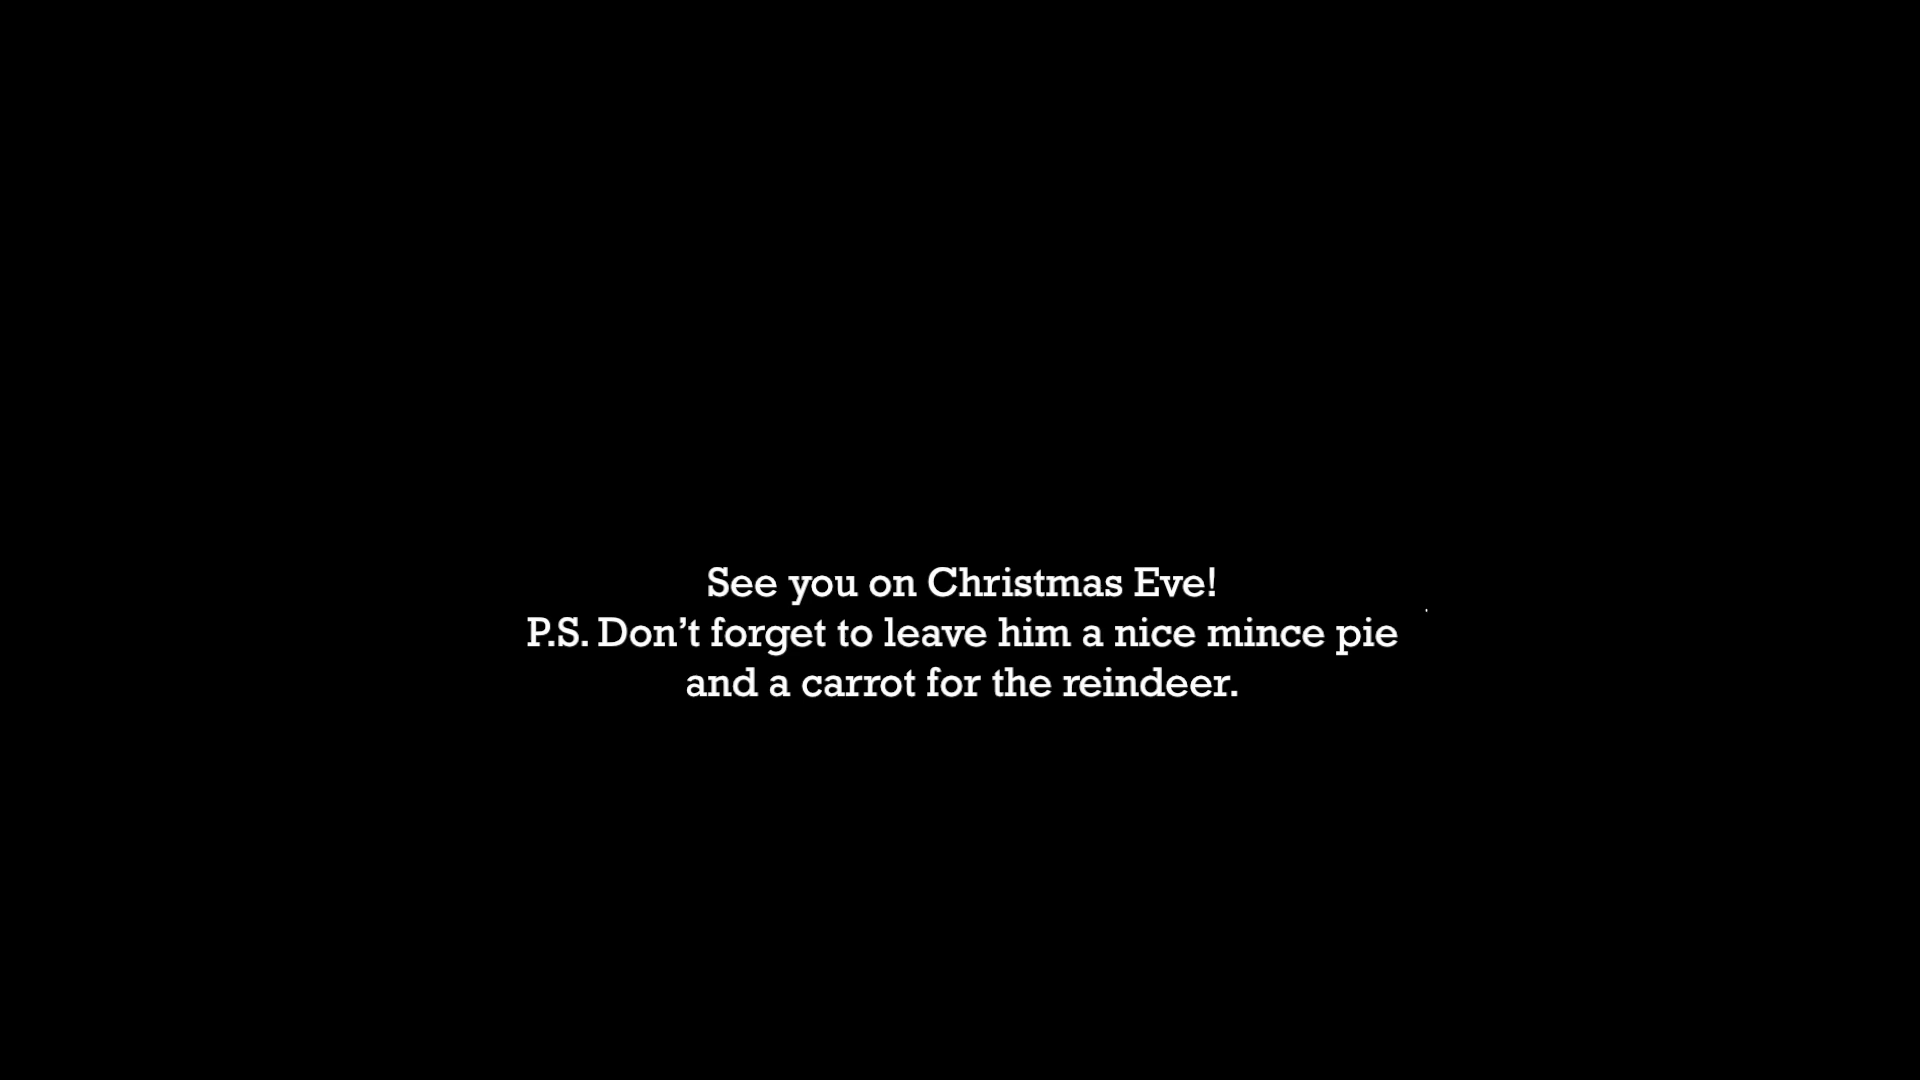 See you on Christmas Eve!
P.S. Don’t forget to leave him a nice mince pie
and a carrot for the reindeer.